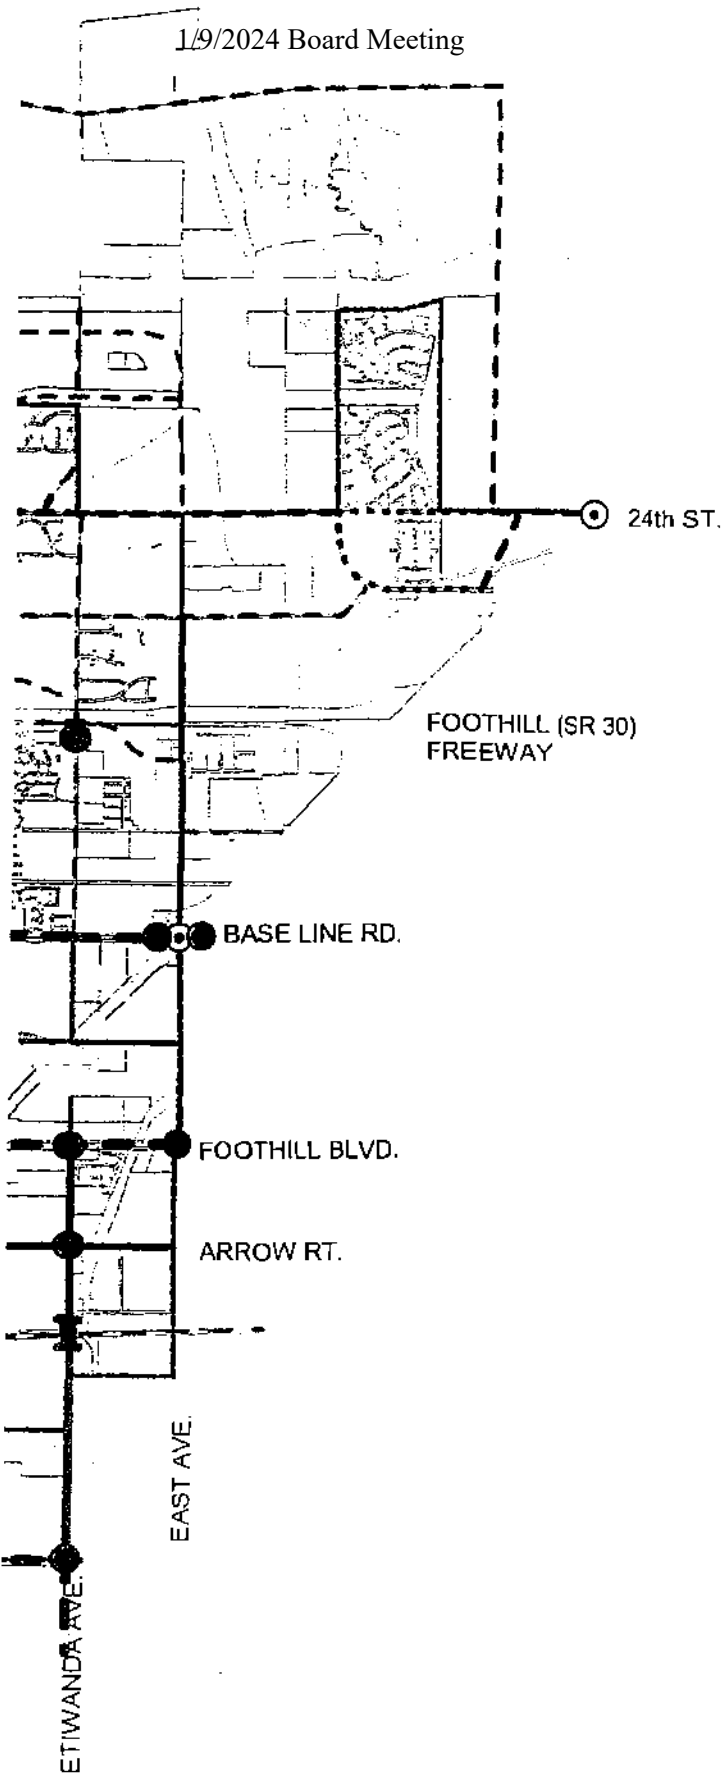 1/9/2024 Board Meeting
24th ST.
FOOTHILL (SR 30)
FREEWAY
BASE LINE RD.
FOOTHILL BLVD.
ARROW RT.
EAST AVE.
ETIWANDA AVE.